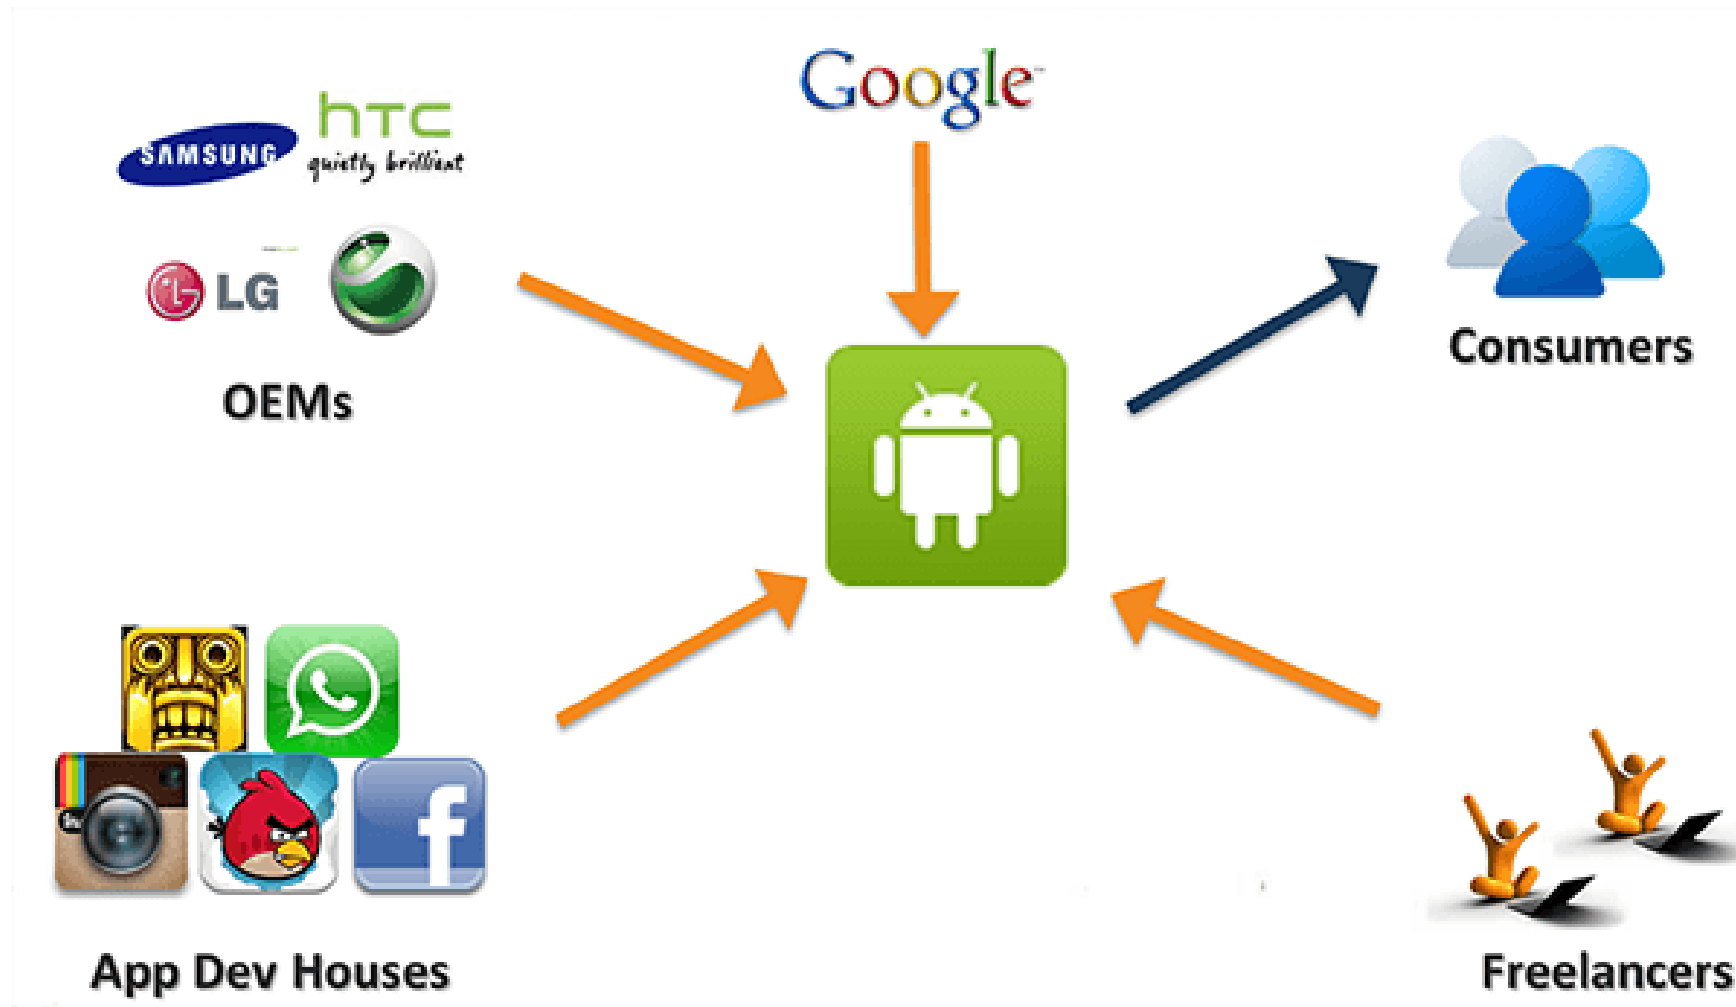 Google
hTC
quietly brilliant
SAMSUNG
LG
Consumers
OEMs
f
App Dev Houses
Freelancers